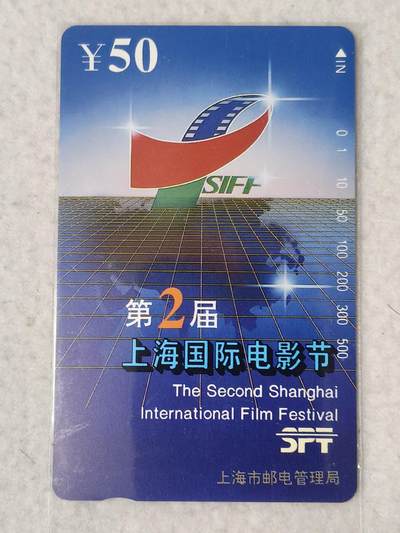 ¥50
◀IN
0 1 10 50 100 200 300 500
SIFF
第2届
上海国际电影节
The Second Shanghai
International Film Festival
SPT
上海市邮电管理局